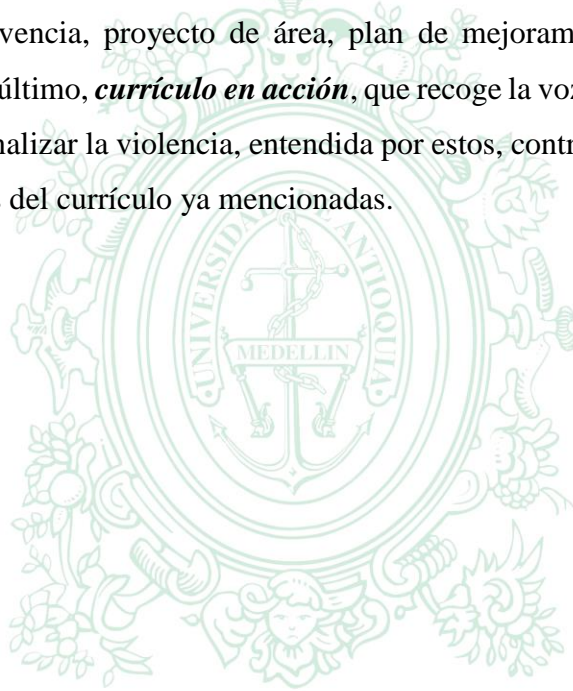 vencia, proyecto de área, plan de mejoram
último, currículo en acción, que recoge la voz
nalizar la violencia, entendida por estos, contr
s del currículo ya mencionadas.
UNIVERSIDAD DE ANTIOQUIA
MEDELLIN